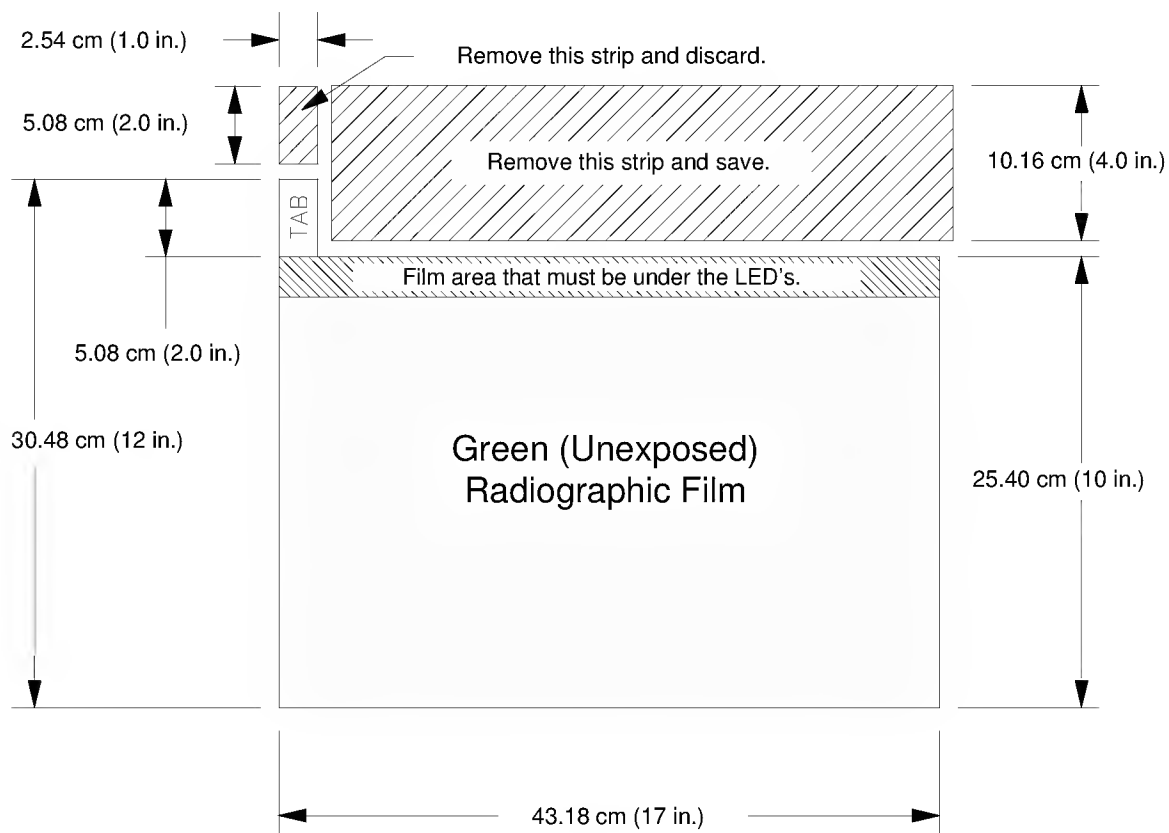 2.54 cm (1.0 in.)
Remove this strip and discard.
5.08 cm (2.0 in.)
Remove this strip and save.
10.16 cm (4.0 in.)
TAB
Film area that must be under the LED's.
5.08 cm (2.0 in.)
30.48 cm (12 in.)
Green (Unexposed)
Radiographic Film
25.40 cm (10 in.)
43.18 cm (17 in.)